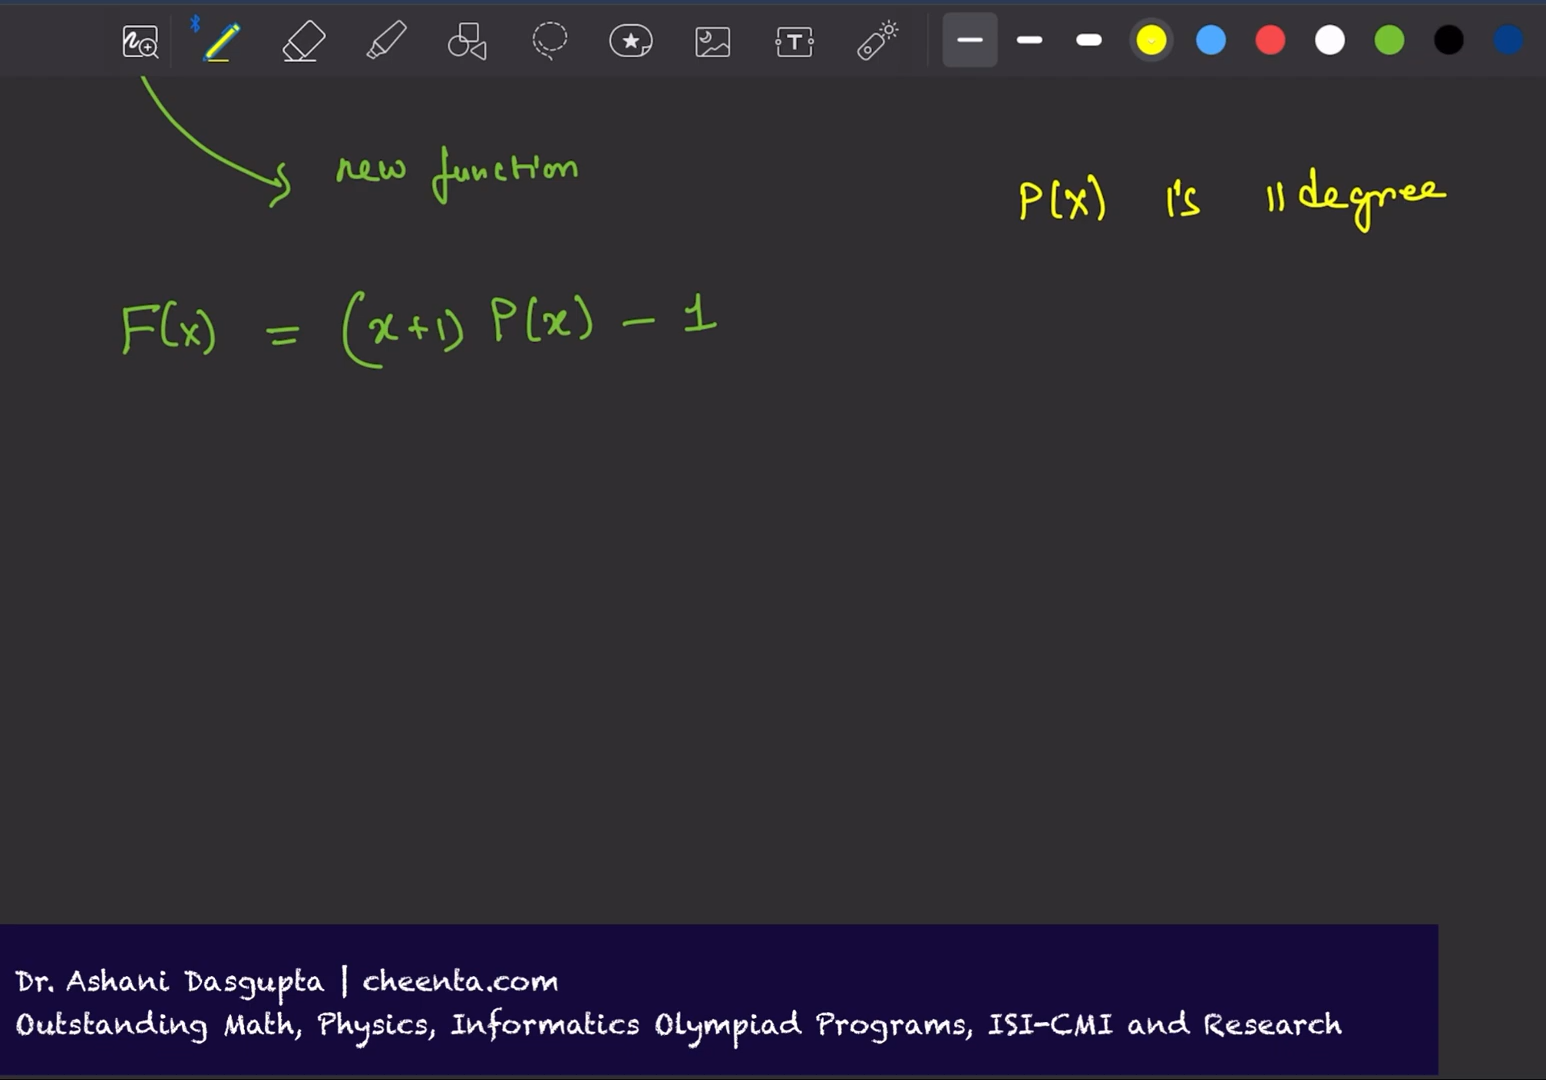 new function
P(x) is 11 degree
F(x) = (x+1) P(x) - 1
Dr. Ashani Dasgupta | cheenta.com
Outstanding Math, Physics, Informatics Olympiad Programs, ISI-CMI and Research